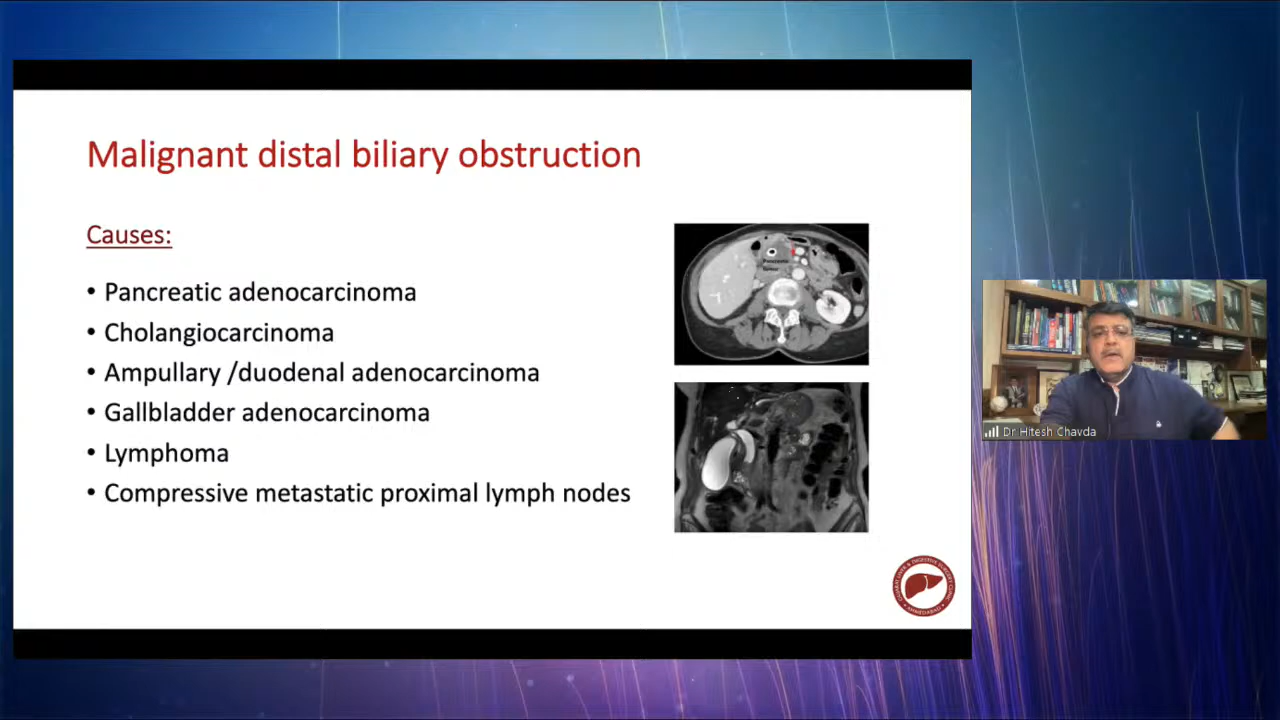 Malignant distal biliary obstruction
Causes:
• Pancreatic adenocarcinoma
• Cholangiocarcinoma
• Ampullary /duodenal adenocarcinoma
• Gallbladder adenocarcinoma
• Lymphoma
• Compressive metastatic proximal lymph nodes
Dr Hitesh Chavda